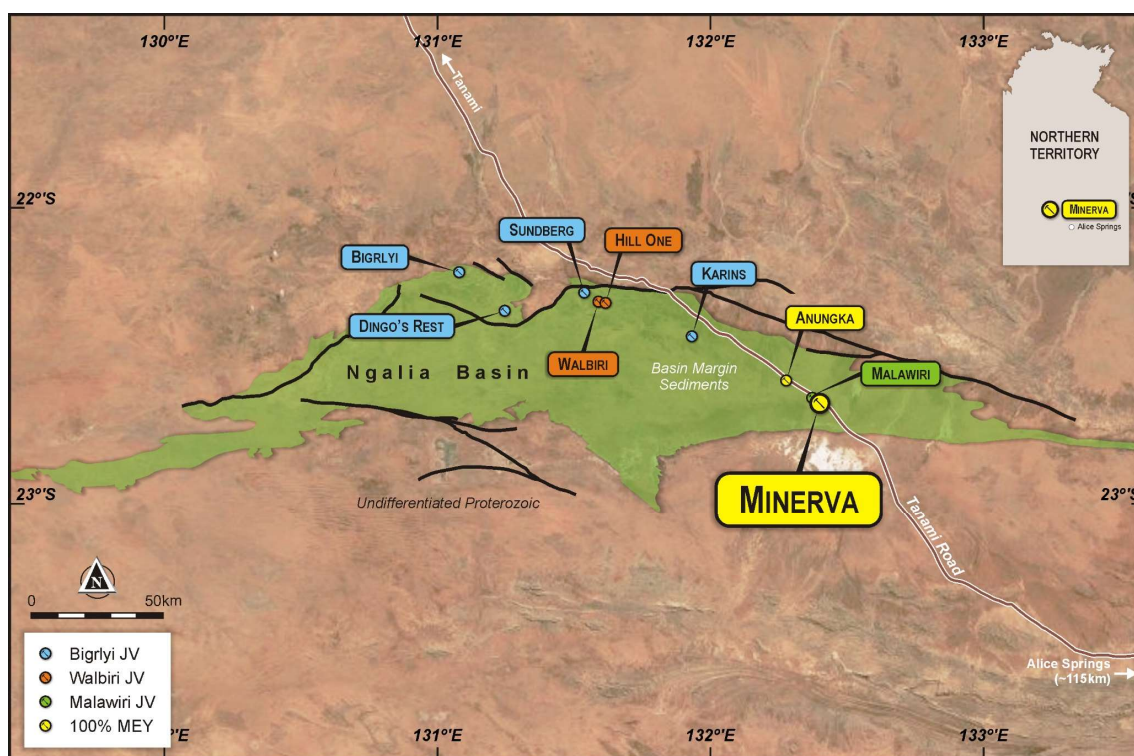 130°'E
131°'E
132°'E
133°'E
Tanami
NORTHERN
TERRITORY
MINERVA
Alice Springs
22°'S
22°'S
SUNDBERG
HILL ONE
BIGRLYI
KARINS
ANUNGKA
DINGO'S REST
WALBIRI
MALAWIRI
Ngalia Basin
Basin Margin
Sediments
MINERVA
23°'S
23°'S
Undifferentiated Proterozoic
Tanami Road
N
0 50km
Bigrlyi JV
Walbiri JV
Malawiri JV
100% MEY
Alice Springs
(~115km)
130°'E
131°'E
132°'E
133°'E